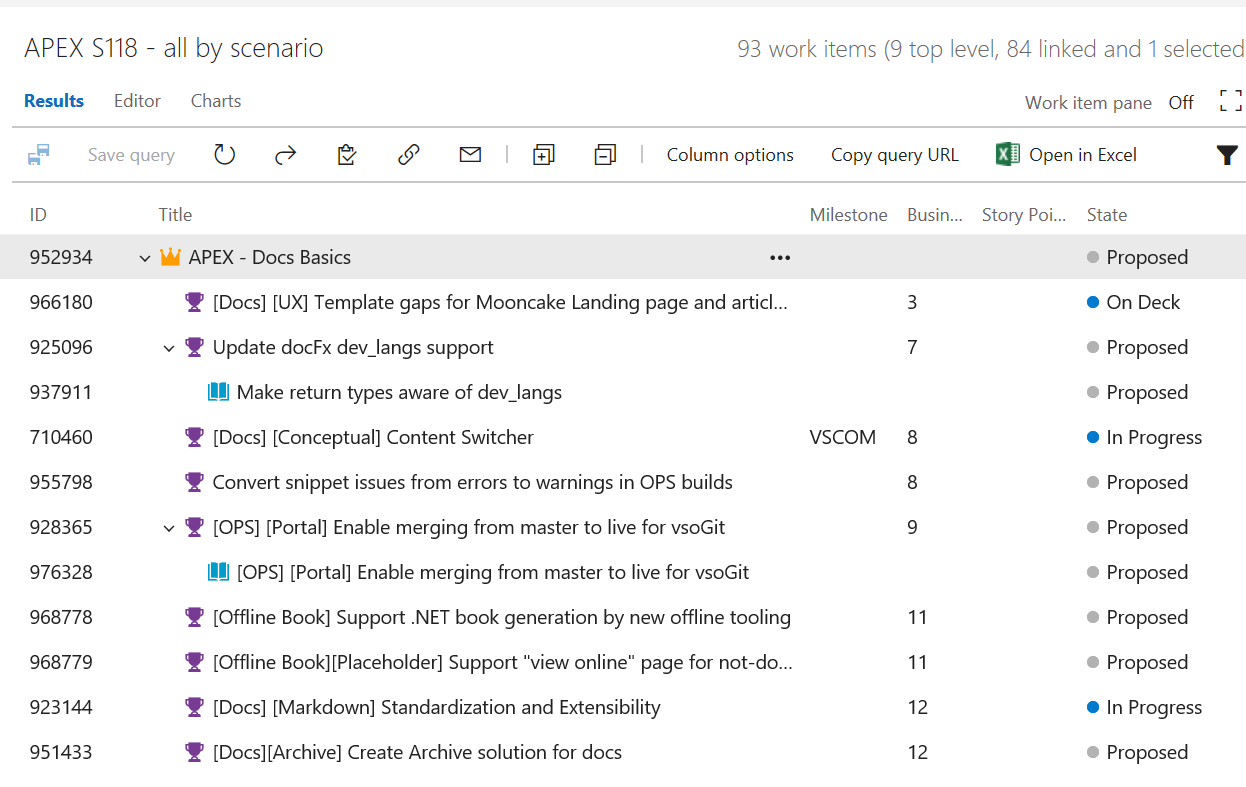 APEX S118 - all by scenario
93 work items (9 top level, 84 linked and 1 selected
Results Editor Charts
Work item pane Off
Save query Column options Copy query URL Open in Excel
ID Title Milestone Busin... Story Poi... State
952934 APEX - Docs Basics ... Proposed
966180 [Docs] [UX] Template gaps for Mooncake Landing page and articl... 3 On Deck
925096 Update docFx dev_langs support 7 Proposed
937911 Make return types aware of dev_langs Proposed
710460 [Docs] [Conceptual] Content Switcher VSCOM 8 In Progress
955798 Convert snippet issues from errors to warnings in OPS builds 8 Proposed
928365 [OPS] [Portal] Enable merging from master to live for vsoGit 9 Proposed
976328 [OPS] [Portal] Enable merging from master to live for vsoGit Proposed
968778 [Offline Book] Support .NET book generation by new offline tooling 11 Proposed
968779 [Offline Book][Placeholder] Support "view online" page for not-do... 11 Proposed
923144 [Docs] [Markdown] Standardization and Extensibility 12 In Progress
951433 [Docs][Archive] Create Archive solution for docs 12 Proposed